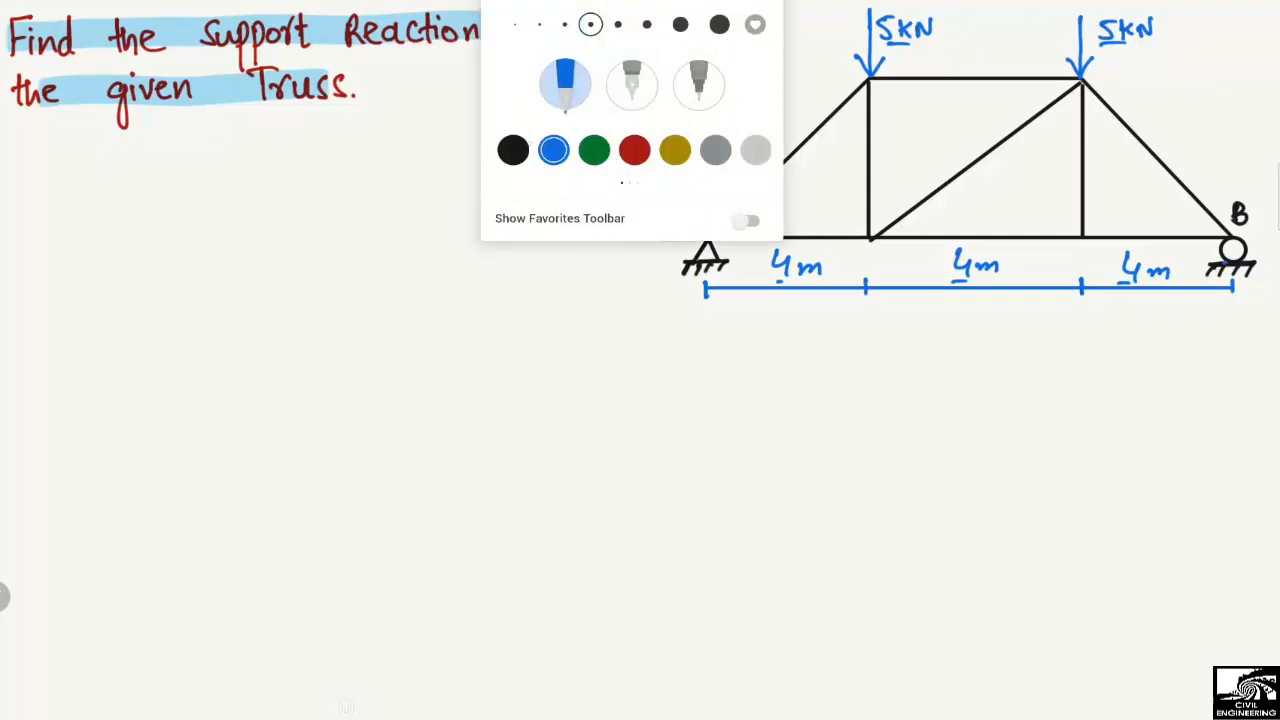 Find the support Reaction
the given Truss.
5kN
5kN
Show Favorites Toolbar
B
4m
4m
4m
CIVIL
ENGINEERING